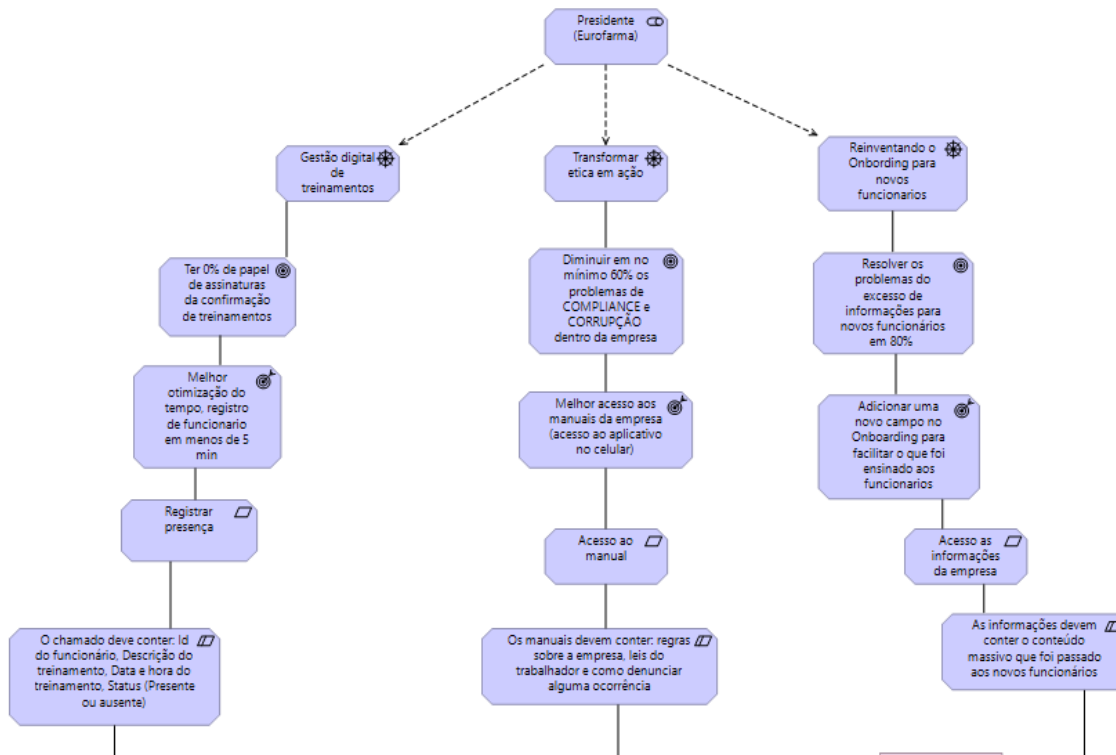 Presidente
(Eurofarma)
Gestão digital
de
treinamentos
Transformar
etica em ação
Reinventando o
Onbording para
novos
funcionarios
Ter 0% de papel
de assinaturas
da confirmação
de treinamentos
Diminuir em no
mínimo 60% os
problemas de
COMPLIANCE e
CORRUPÇÃO
dentro da empresa
Resolver os
problemas do
excesso de
informações para
novos funcionários
em 80%
Melhor
otimização do
tempo, registro
de funcionario
em menos de 5
min
Melhor acesso aos
manuais da empresa
(acesso ao aplicativo
no celular)
Adicionar uma
novo campo no
Onboarding para
facilitar o que foi
ensinado aos
funcionarios
Registrar
presença
Acesso ao
manual
Acesso as
informações
da empresa
O chamado deve conter: Id
do funcionário, Descrição do
treinamento, Data e hora do
treinamento, Status (Presente
ou ausente)
Os manuais devem conter: regras
sobre a empresa, leis do
trabalhador e como denunciar
alguma ocorrência
As informações devem
conter o conteúdo
massivo que foi passado
aos novos funcionários